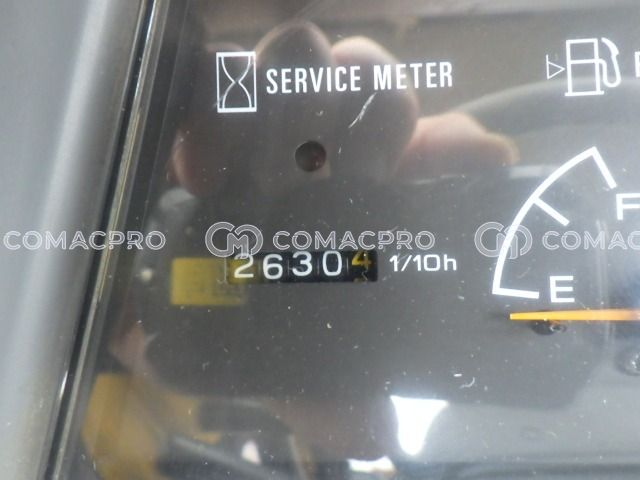 SERVICE METER
COMACPRO COMACPRO COMACPRO
26304 1/10h
F
E